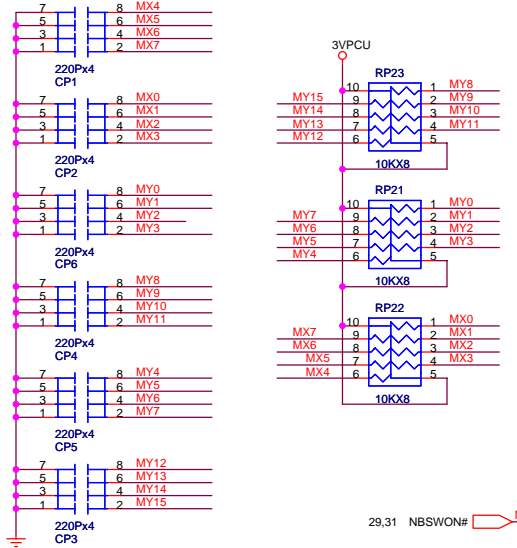 7 8 MX4
5 6 MX5
3 4 MX6
1 2 MX7
220Px4
CP1
7 8 MX0
5 6 MX1
3 4 MX2
1 2 MX3
220Px4
CP2
7 8 MY0
5 6 MY1
3 4 MY2
1 2 MY3
220Px4
CP6
7 8 MY8
5 6 MY9
3 4 MY10
1 2 MY11
220Px4
CP4
7 8 MY4
5 6 MY5
3 4 MY6
1 2 MY7
220Px4
CP5
7 8 MY12
5 6 MY13
3 4 MY14
1 2 MY15
220Px4
CP3
3VPCU
RP23
10 1 MY8
MY15 9 2 MY9
MY14 8 3 MY10
MY13 7 4 MY11
MY12 6 5
10KX8
RP21
10 1 MY0
MY7 9 2 MY1
MY6 8 3 MY2
MY5 7 4 MY3
MY4 6 5
10KX8
RP22
10 1 MX0
MX7 9 2 MX1
MX6 8 3 MX2
MX5 7 4 MX3
MX4 6 5
10KX8
29,31 NBSWON#